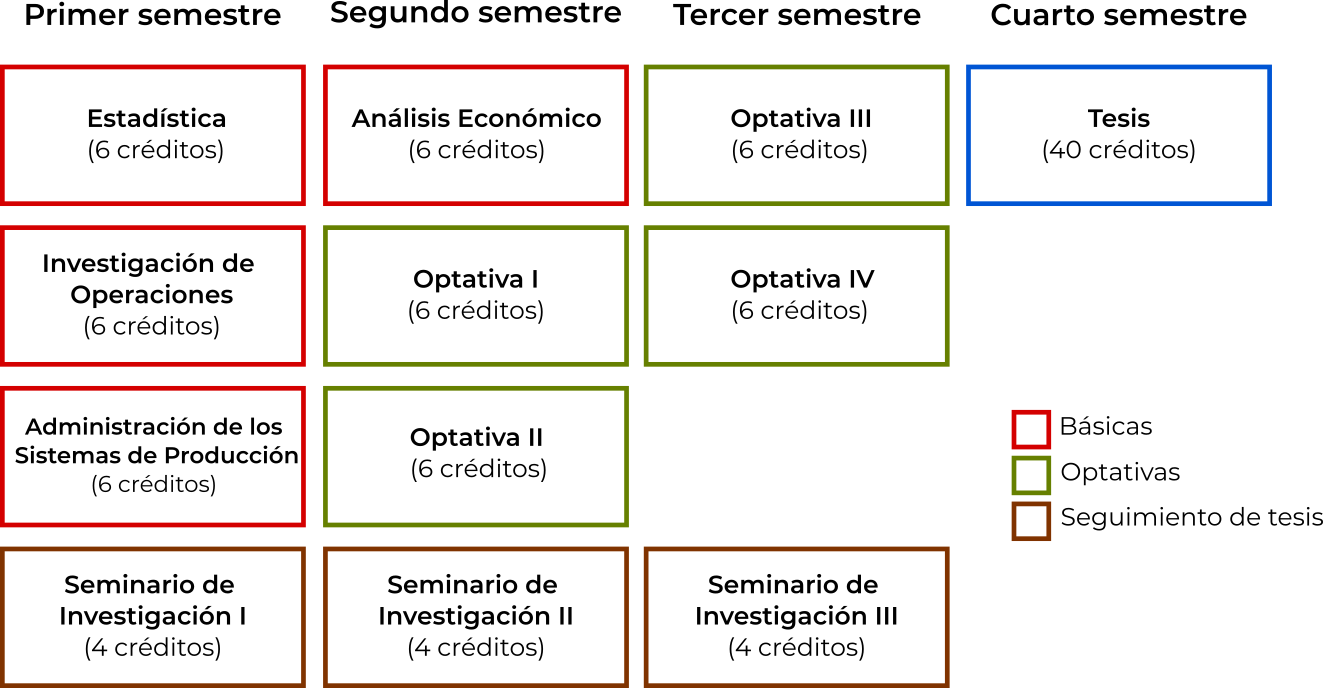 Primer semestre
Segundo semestre
Tercer semestre
Cuarto semestre
Estadística
(6 créditos)
Análisis Económico
(6 créditos)
Optativa III
(6 créditos)
Tesis
(40 créditos)
Investigación de
Operaciones
(6 créditos)
Optativa I
(6 créditos)
Optativa IV
(6 créditos)
Administración de los
Sistemas de Producción
(6 créditos)
Optativa II
(6 créditos)
Básicas
Optativas
Seguimiento de tesis
Seminario de
Investigación I
(4 créditos)
Seminario de
Investigación II
(4 créditos)
Seminario de
Investigación III
(4 créditos)